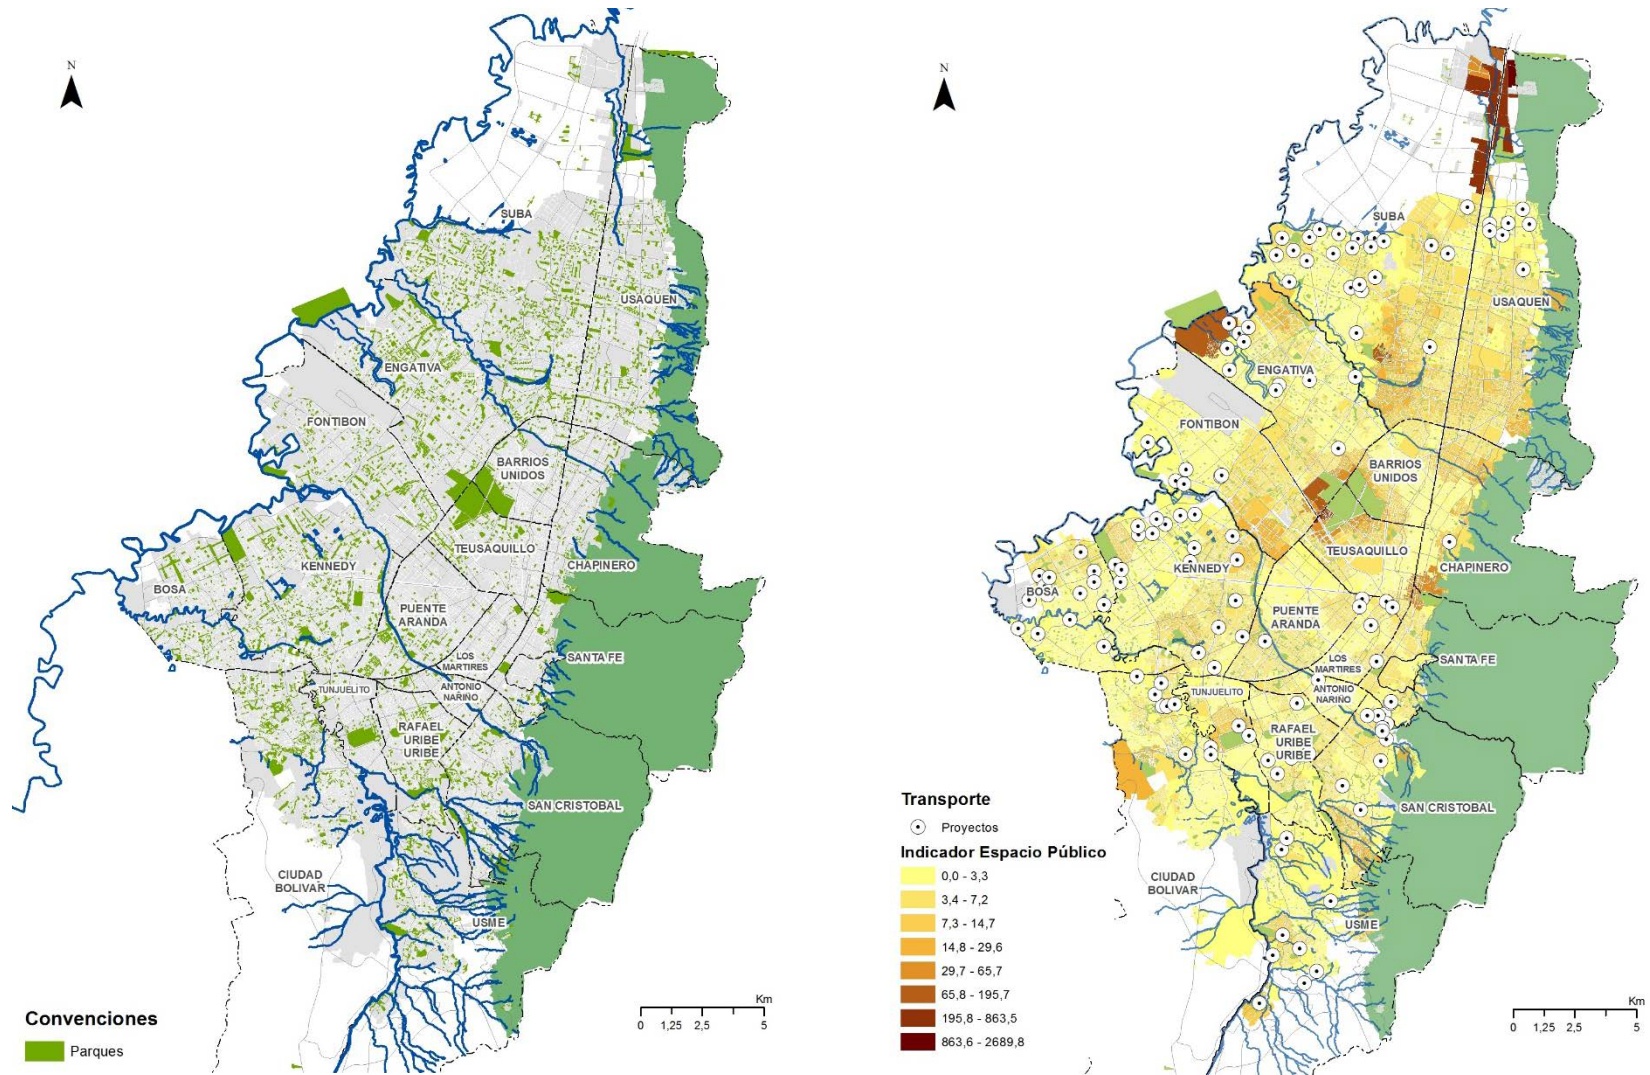 N
SUBA
USAQUEN
ENGATIVA
FONTIBON
BARRIOS
UNIDOS
TEUSAQUILLO
CHAPINERO
KENNEDY
BOSA
PUENTE
ARANDA
LOS
MARTIRES
SANTA FE
TUNJUELITO
ANTONIO
NARIÑO
RAFAEL
URIBE
URIBE
SAN CRISTOBAL
CIUDAD
BOLIVAR
USME
Convenciones
Parques
Km
0 1,25 2,5 5
N
SUBA
USAQUEN
ENGATIVA
FONTIBON
BARRIOS
UNIDOS
TEUSAQUILLO
CHAPINERO
KENNEDY
BOSA
PUENTE
ARANDA
LOS
MARTIRES
SANTA FE
TUNJUELITO
ANTONIO
NARIÑO
RAFAEL
URIBE
URIBE
SAN CRISTOBAL
CIUDAD
BOLIVAR
USME
Transporte
Proyectos
Indicador Espacio Público
0,0 - 3,3
3,4 - 7,2
7,3 - 14,7
14,8 - 29,6
29,7 - 65,7
65,8 - 195,7
195,8 - 863,5
863,6 - 2689,8
Km
0 1,25 2,5 5